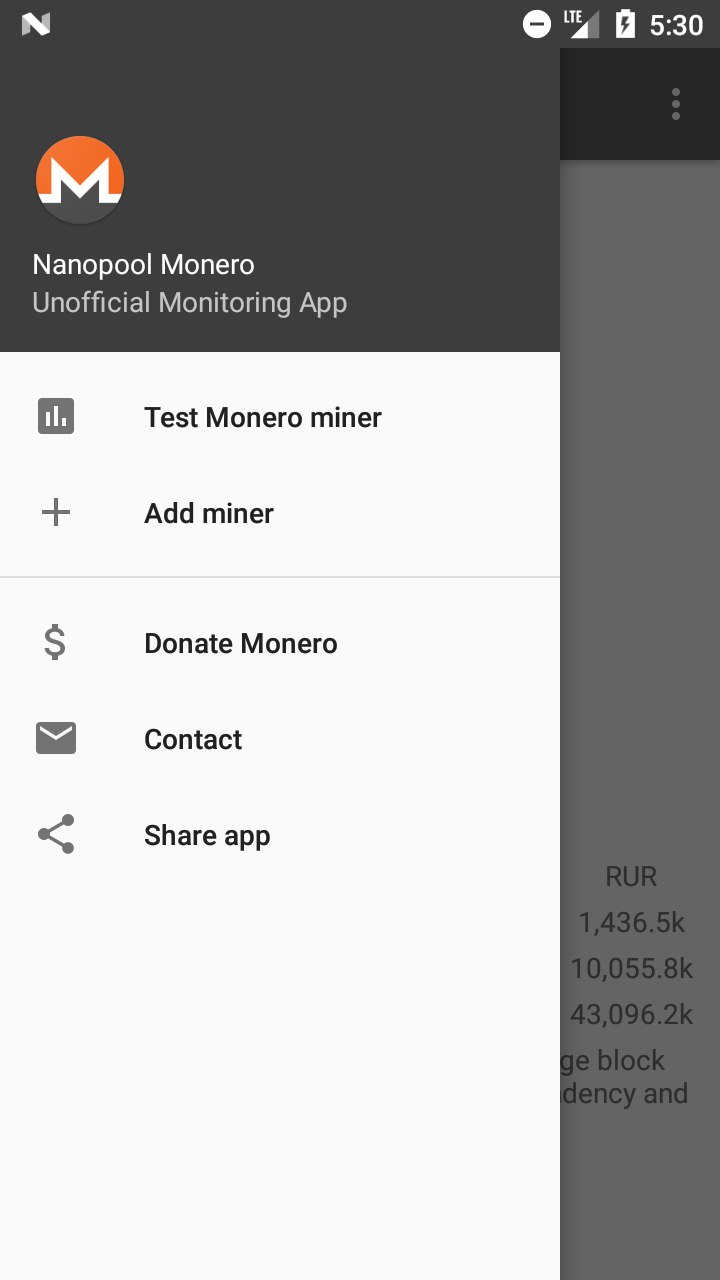 LTE 5:30
Nanopool Monero
Unofficial Monitoring App
Test Monero miner
Add miner
Donate Monero
Contact
Share app
RUR
1,436.5k
10,055.8k
43,096.2k
ge block
dency and